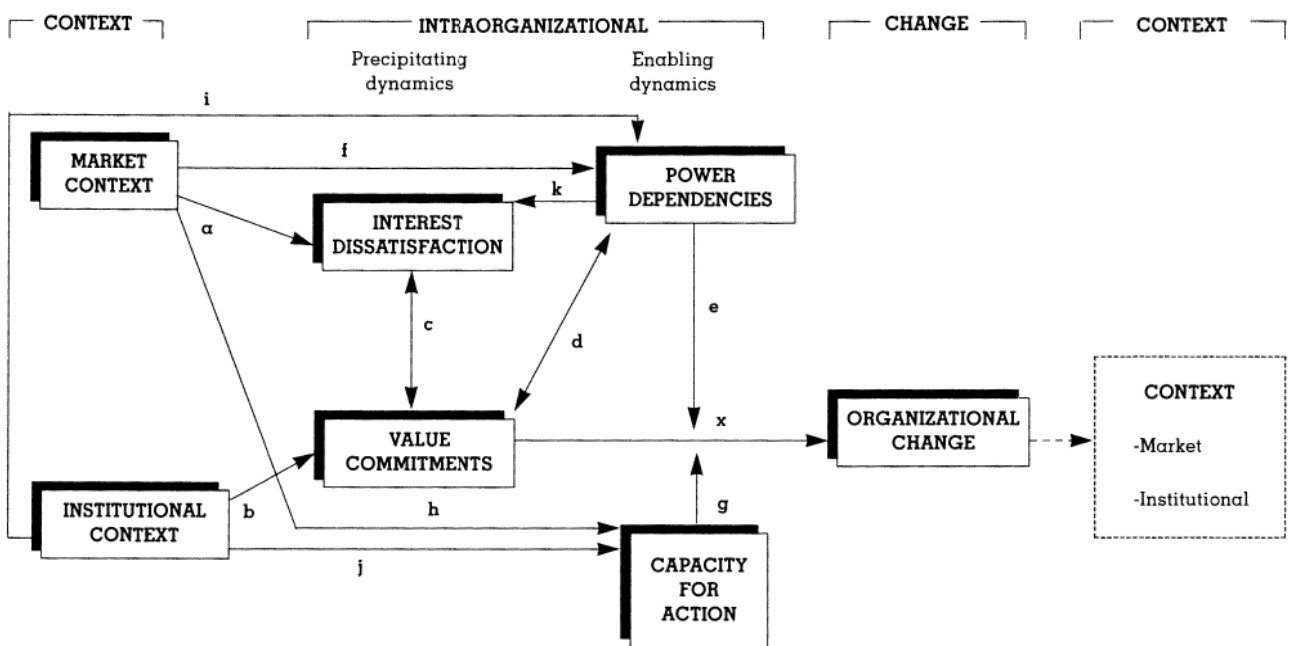 CONTEXT
INTRAORGANIZATIONAL
CHANGE
CONTEXT
Precipitating
dynamics
Enabling
dynamics
i
MARKET
CONTEXT
f
POWER
DEPENDENCIES
k
INTEREST
DISSATISFACTION
a
c
d
e
x
VALUE
COMMITMENTS
ORGANIZATIONAL
CHANGE
CONTEXT
-Market
-Institutional
INSTITUTIONAL
CONTEXT
b
h
g
j
CAPACITY
FOR
ACTION